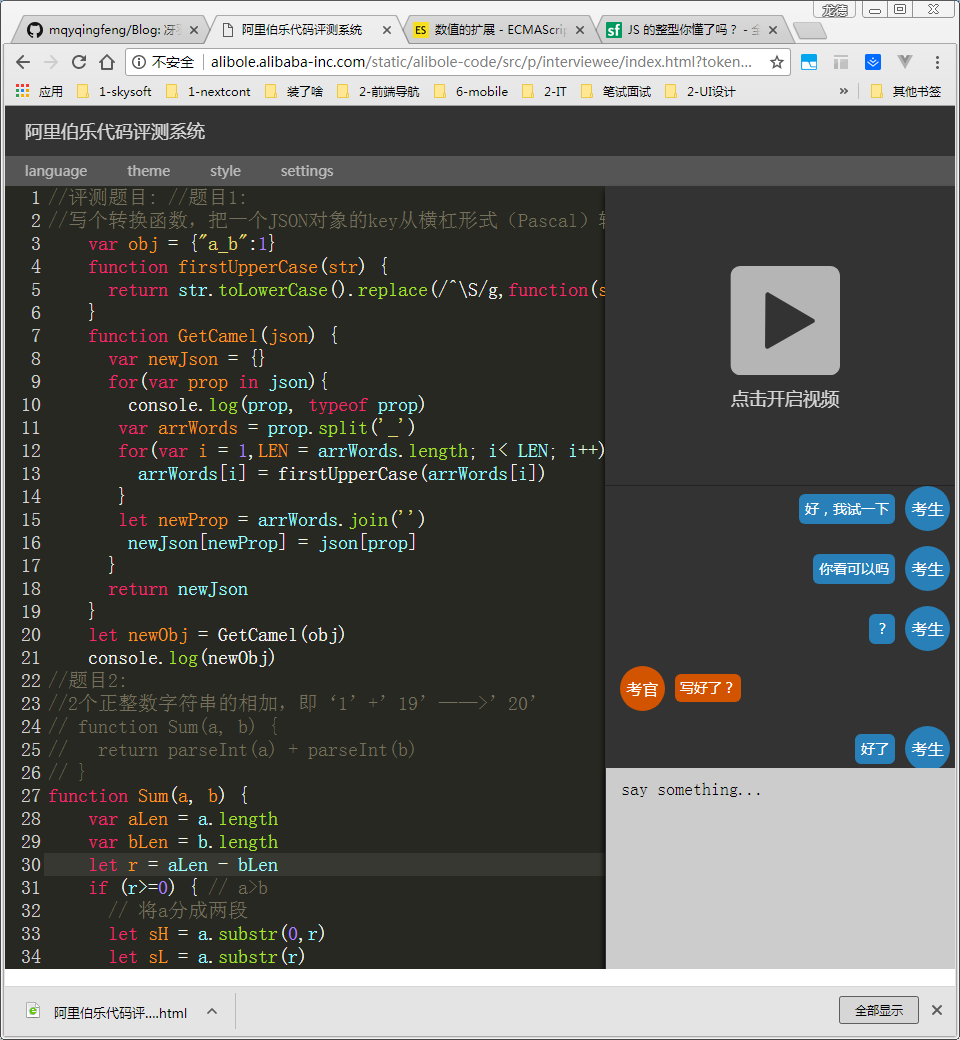 龙德
mqyqingfeng/Blog: 冴羽
阿里伯乐代码评测系统
ES 数值的扩展 - ECMAScrip
sf JS 的整型你懂了吗？ - 全
不安全 alibole.alibaba-inc.com/static/alibole-code/src/p/interviewee/index.html?token...
应用 1-skysoft 1-nextcont 装了啥 2-前端导航 6-mobile 2-IT 笔试面试 2-UI设计 » 其他书签
阿里伯乐代码评测系统
language theme style settings
1 //评测题目: //题目1:
2 //写个转换函数，把一个JSON对象的key从横杠形式（Pascal）转
3 var obj = {"a_b":1}
4 function firstUpperCase(str) {
5 return str.toLowerCase().replace(/^\S/g,function(s
6 }
7 function GetCamel(json) {
8 var newJson = {}
9 for(var prop in json){
10 console.log(prop, typeof prop)
11 var arrWords = prop.split('_')
12 for(var i = 1,LEN = arrWords.length; i< LEN; i++)
13 arrWords[i] = firstUpperCase(arrWords[i])
14 }
15 let newProp = arrWords.join('')
16 newJson[newProp] = json[prop]
17 }
18 return newJson
19 }
20 let newObj = GetCamel(obj)
21 console.log(newObj)
22 //题目2:
23 //2个正整数字符串的相加，即‘1’+’19’——>’20’
24 // function Sum(a, b) {
25 // return parseInt(a) + parseInt(b)
26 // }
27 function Sum(a, b) {
28 var aLen = a.length
29 var bLen = b.length
30 let r = aLen - bLen
31 if (r>=0) { // a>b
32 // 将a分成两段
33 let sH = a.substr(0,r)
34 let sL = a.substr(r)
点击开启视频
好，我试一下 考生
你看可以吗 考生
? 考生
考官 写好了？
好了 考生
say something...
阿里伯乐代码评....html
全部显示